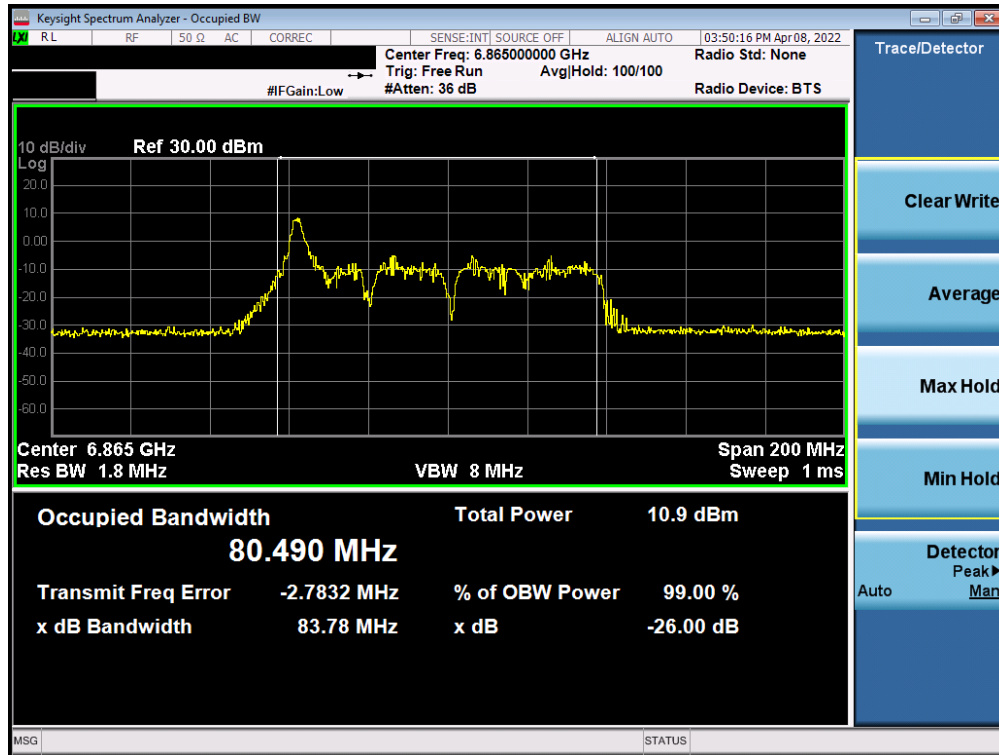 Keysight Spectrum Analyzer - Occupied BW
LXI RL RF 50 Ω AC CORREC SENSE:INT SOURCE OFF ALIGN AUTO 03:50:16 PM Apr 08, 2022
Center Freq: 6.865000000 GHz Radio Std: None
Trig: Free Run Avg|Hold: 100/100
#IFGain:Low #Atten: 36 dB Radio Device: BTS
10 dB/div Ref 30.00 dBm
Log
20.0
10.0
0.00
-10.0
-20.0
-30.0
-40.0
-50.0
-60.0
Center 6.865 GHz Span 200 MHz
Res BW 1.8 MHz VBW 8 MHz Sweep 1 ms
Occupied Bandwidth Total Power 10.9 dBm
80.490 MHz
Transmit Freq Error -2.7832 MHz % of OBW Power 99.00 %
x dB Bandwidth 83.78 MHz x dB -26.00 dB
MSG STATUS
Trace/Detector
Clear Write
Average
Max Hold
Min Hold
Detector
Peak▶
Auto Man